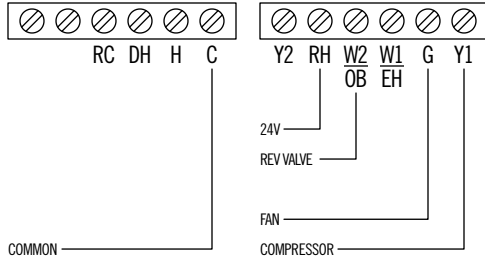 RC DH H C Y2 RH W2 W1 G Y1
OB EH
24V
REV VALVE
FAN
COMMON COMPRESSOR